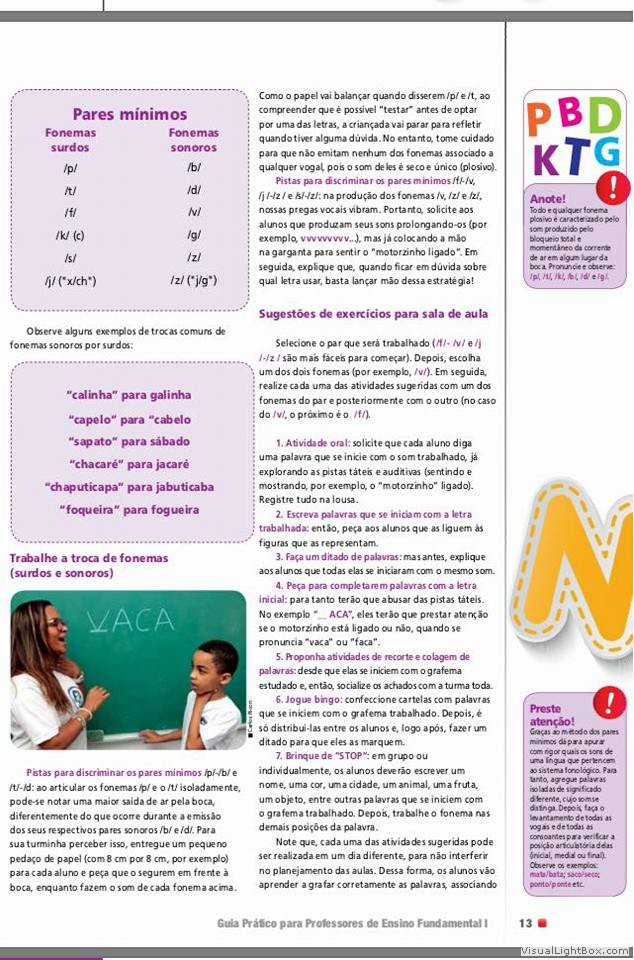 Pares mínimos
Fonemas surdos
Fonemas sonoros
/p/ /b/
/t/ /d/
/f/ /v/
/k/ (c) /g/
/s/ /z/
/j/ ("x/ch") /z/ ("j/g")
Observe alguns exemplos de trocas comuns de
fonemas sonoros por surdos:
"calinha" para galinha
"capelo" para "cabelo
"sapato" para sábado
"chacaré" para jacaré
"chaputicapa" para jabuticaba
"foqueira" para fogueira
Trabalhe a troca de fonemas
(surdos e sonoros)
VACA
Pistas para discriminar os pares mínimos /p/-/b/ e
/t/-/d: ao articular os fonemas /p/ e o /t/ isoladamente,
pode-se notar uma maior saída de ar pela boca,
diferentemente do que ocorre durante a emissão
dos seus respectivos pares sonoros /b/ e /d/. Para
sua turminha perceber isso, entregue um pequeno
pedaço de papel (com 8 cm por 8 cm, por exemplo)
para cada aluno e peça que o segurem em frente à
boca, enquanto fazem o som de cada fonema acima.
Como o papel vai balançar quando disserem /p/ e /t, ao
compreender que é possível "testar" antes de optar
por uma das letras, a criançada vai parar para refletir
quando tiver alguma dúvida. No entanto, tome cuidado
para que não emitam nenhum dos fonemas associado a
qualquer vogal, pois o som deles é seco e único (plosivo).
Pistas para discriminar os pares mínimos /f/-/v,
/j /-/z / e /s/-/z/: na produção dos fonemas /v, /z/ e /z/,
nossas pregas vocais vibram. Portanto, solicite aos
alunos que produzam seus sons prolongando-os (por
exemplo, vvvvvvvvv...), mas já colocando a mão
na garganta para sentir o "motorzinho ligado". Em
seguida, explique que, quando ficar em dúvida sobre
qual letra usar, basta lançar mão dessa estratégia!
Sugestões de exercícios para sala de aula
Selecione o par que será trabalhado (/f/- /v/ e /j
/-/z / são mais fáceis para começar). Depois, escolha
um dos dois fonemas (por exemplo, /v/). Em seguida,
realize cada uma das atividades sugeridas com um dos
fonemas do par e posteriormente com o outro (no caso
do /v/, o próximo é o /f/).
1. Atividade oral: solicite que cada aluno diga
uma palavra que se inicie com o som trabalhado, já
explorando as pistas táteis e auditivas (sentindo e
mostrando, por exemplo, o "motorzinho" ligado).
Registre tudo na lousa.
2. Escreva palavras que se iniciam com a letra
trabalhada: então, peça aos alunos que as liguem às
figuras que as representam.
3. Faça um ditado de palavras: mas antes, explique
aos alunos que todas elas se iniciaram com o mesmo som.
4. Peça para completarem palavras com a letra
inicial: para tanto terão que abusar das pistas táteis.
No exemplo "__ ACA", eles terão que prestar atenção
se o motorzinho está ligado ou não, quando se
pronuncia "vaca" ou "faca".
5. Proponha atividades de recorte e colagem de
palavras: desde que elas se iniciem com o grafema
estudado e, então, socialize os achados com a turma toda.
6. Jogue bingo: confeccione cartelas com palavras
que se iniciem com o grafema trabalhado. Depois, é
só distribui-las entre os alunos e, logo após, fazer um
ditado para que eles as marquem.
7. Brinque de "STOP": em grupo ou
individualmente, os alunos deverão escrever um
nome, uma cor, uma cidade, um animal, uma fruta,
um objeto, entre outras palavras que se iniciem com
o grafema trabalhado. Depois, trabalhe o fonema nas
demais posições da palavra.
Note que, cada uma das atividades sugeridas pode
ser realizada em um dia diferente, para não interferir
no planejamento das aulas. Dessa forma, os alunos vão
aprender a grafar corretamente as palavras, associando
P B D
K T G
!
Anote!
Todo e qualquer fonema
plosivo é caracterizado pelo
som produzido pelo
bloqueio total e
momentâneo da corrente
de ar em algum lugar da
boca. Pronuncie e observe:
/p/, /t/, /k/, /b/, /d/ e /g/.
N
!
Preste
atenção!
Graças ao método dos pares
mínimos dá para apurar
com rigor quais os sons de
uma língua que pertencem
ao sistema fonológico. Para
tanto, agregue palavras
isoladas de significado
diferente, cujo som se
distinga. Depois, faça o
levantamento de todas as
vogais e de todas as
consoantes para verificar a
posição articulatória delas
(inicial, medial ou final).
Observe os exemplos:
mata/bata; saco/seco;
ponto/ponte etc.
Guia Prático para Professores de Ensino Fundamental I 13
VisualLightBox.com